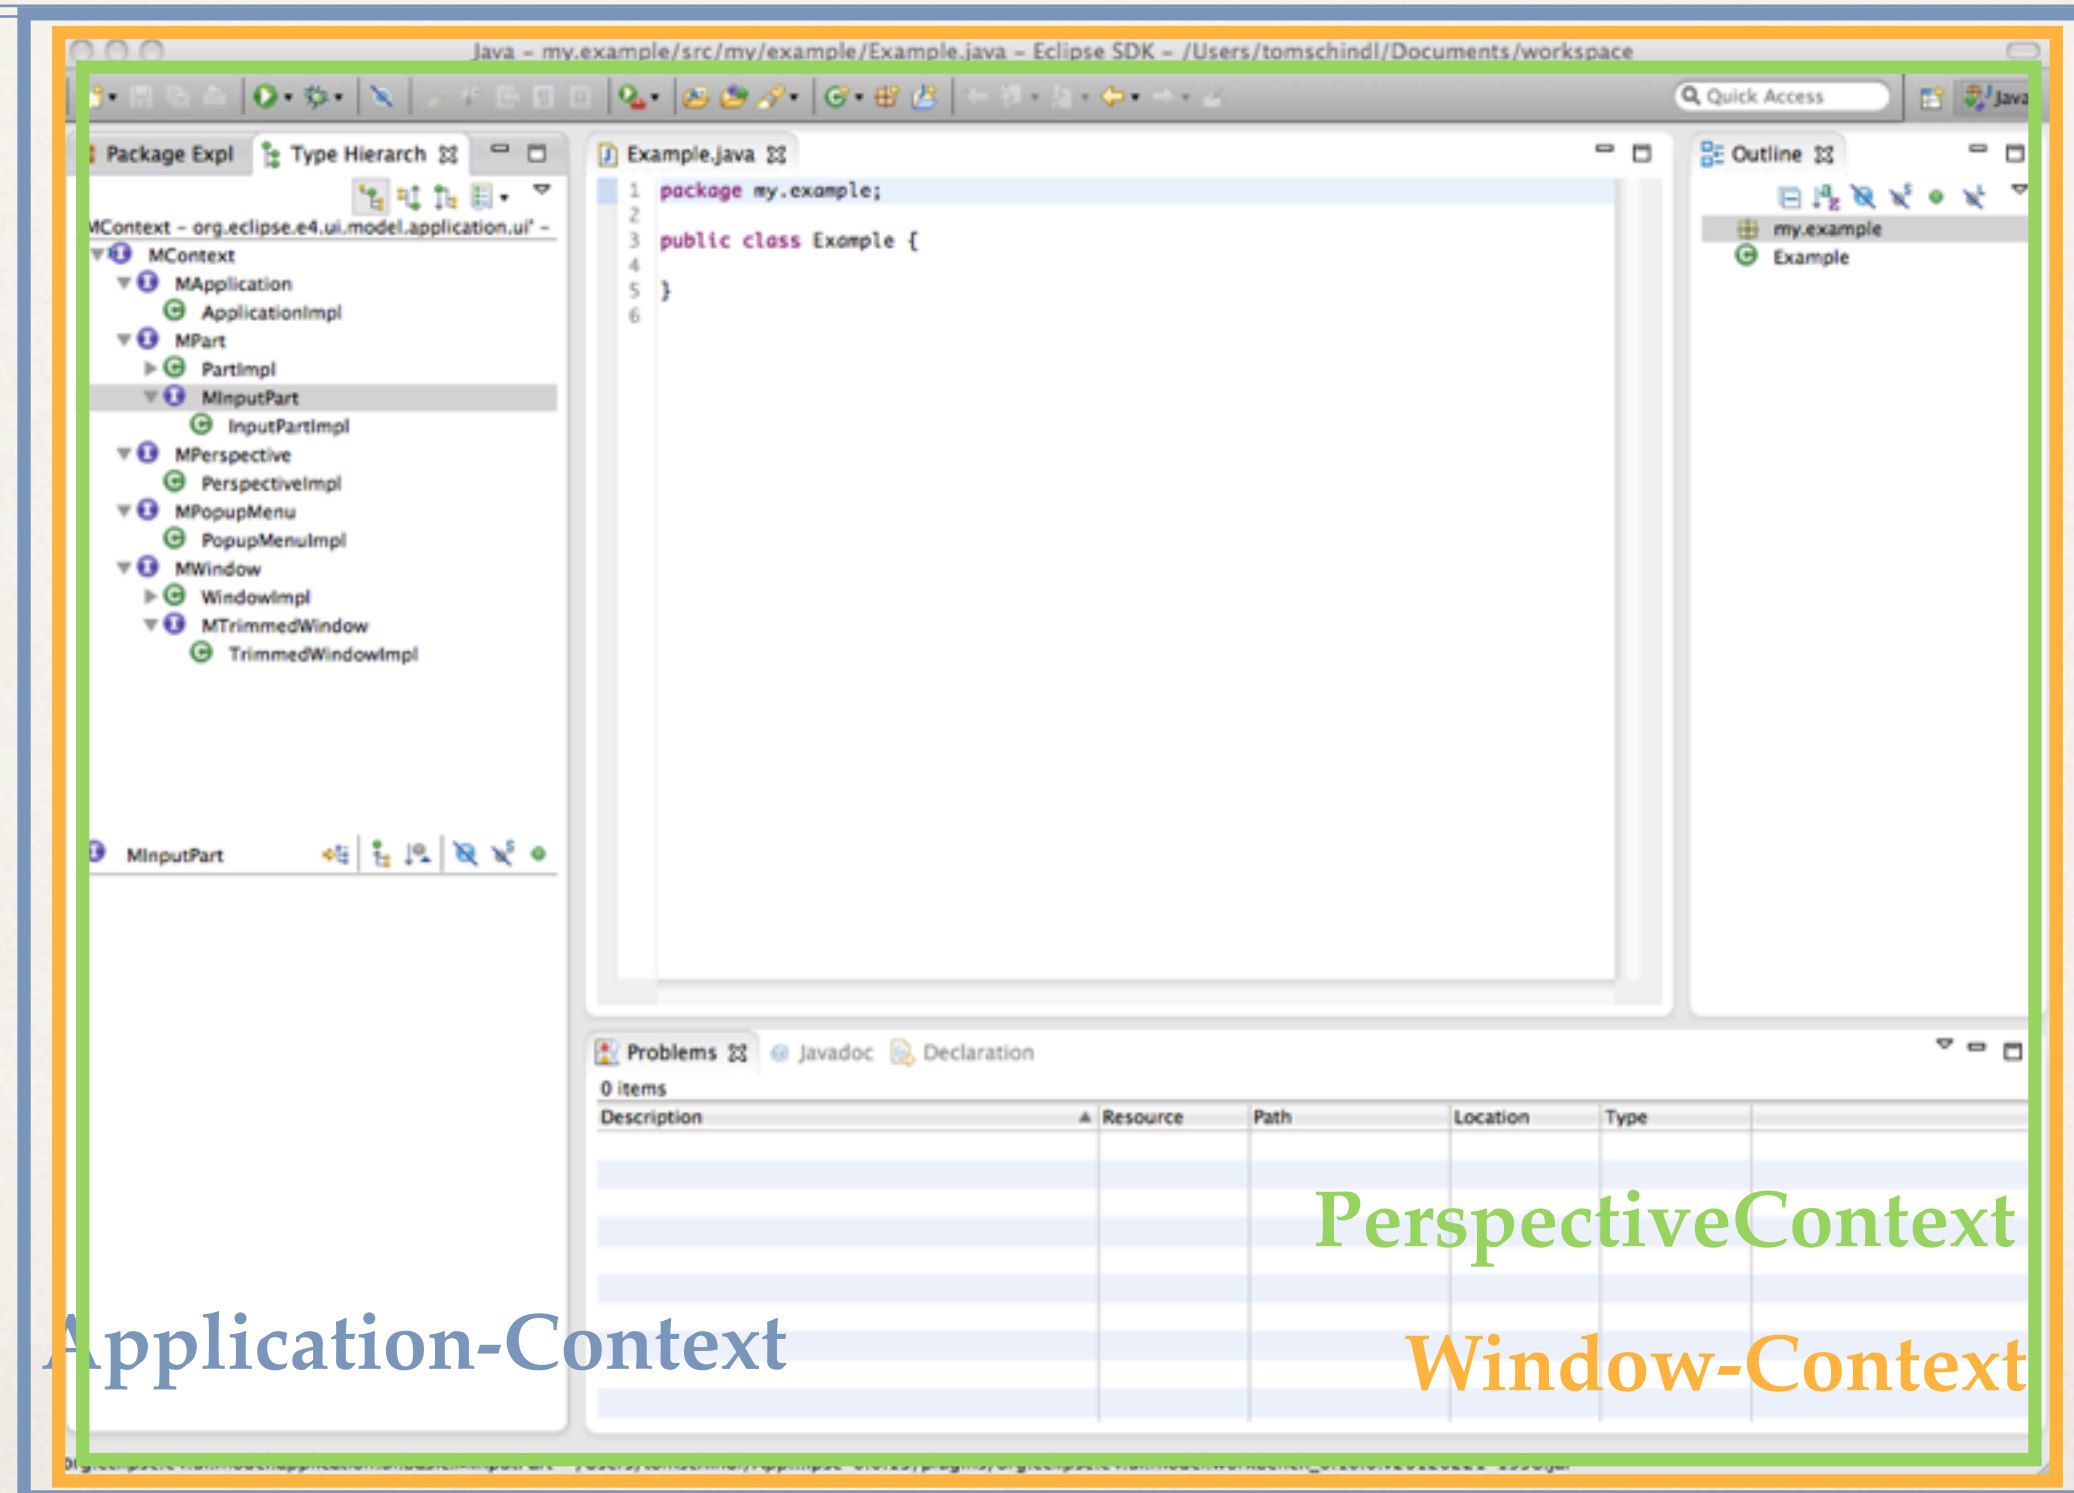 Java – my.example/src/my/example/Example.java – Eclipse SDK – /Users/tomschindl/Documents/workspace
Quick Access
Java
Package Expl
Type Hierarch
MContext – org.eclipse.e4.ui.model.application.ui' –
MContext
MApplication
ApplicationImpl
MPart
PartImpl
MInputPart
InputPartImpl
MPerspective
PerspectiveImpl
MPopupMenu
PopupMenuImpl
MWindow
WindowImpl
MTrimmedWindow
TrimmedWindowImpl
MInputPart
Example.java
1 package my.example;
2
3 public class Example {
4
5 }
6
Outline
my.example
Example
Problems
Javadoc
Declaration
0 items
Description Resource Path Location Type
PerspectiveContext
Application-Context
Window-Context